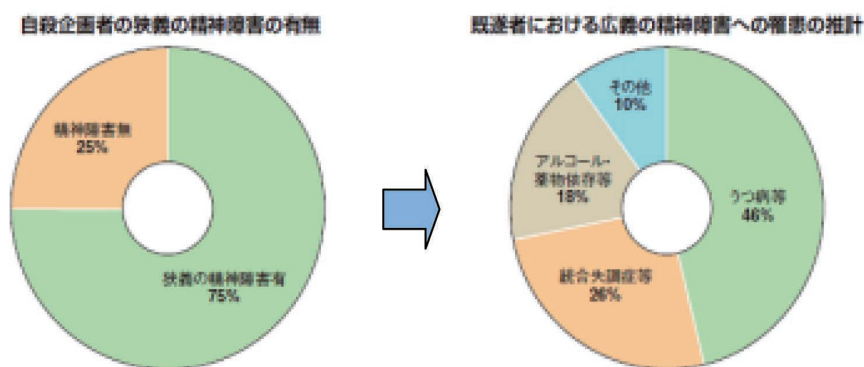 自殺企画者の狭義の精神障害の有無
精神障害無
25%
狭義の精神障害有
75%
既遂者における広義の精神障害への罹患の推計
その他
10%
アルコール・
薬物依存等
18%
うつ病等
46%
統合失調症等
26%